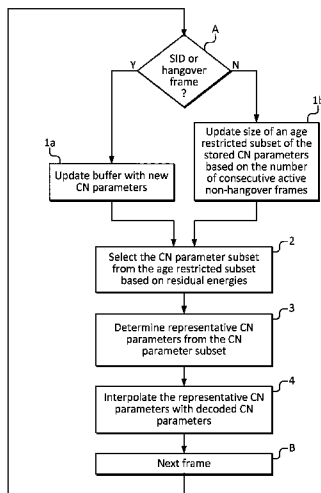 A
SID or
hangover
frame
?
Y
N
1a
Update buffer with new
CN parameters
1b
Update size of an age
restricted subset of the
stored CN parameters
based on the number
of consecutive active
non-hangover frames
2
Select the CN parameter subset
from the age restricted subset
based on residual energies
3
Determine representative CN
parameters from the CN
parameter subset
4
Interpolate the representative CN
parameters with decoded CN
parameters
B
Next frame